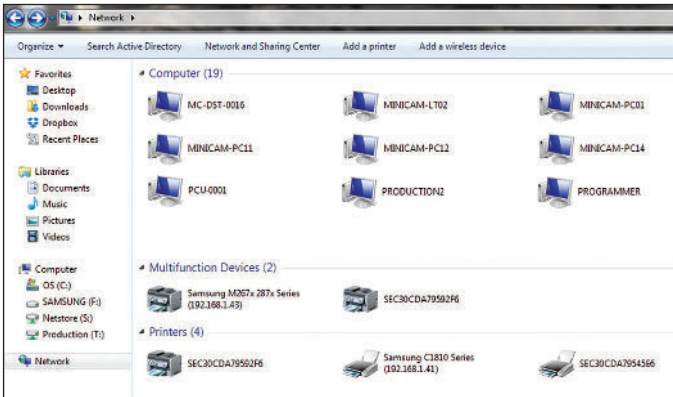 Network
Organize
Search Active Directory
Network and Sharing Center
Add a printer
Add a wireless device
Favorites
Desktop
Downloads
Dropbox
Recent Places
Libraries
Documents
Music
Pictures
Videos
Computer
OS (C:)
SAMSUNG (F:)
Netstore (S:)
Production (T:)
Network
Computer (19)
MC-DST-0016
MINICAM-LT02
MINICAM-PC01
MINICAM-PC11
MINICAM-PC12
MINICAM-PC14
PCU-0001
PRODUCTION2
PROGRAMMER
Multifunction Devices (2)
Samsung M267x 287x Series
(192.168.1.43)
SEC30CDA79592F6
Printers (4)
SEC30CDA79592F6
Samsung C1810 Series
(192.168.1.41)
SEC30CDA7954566